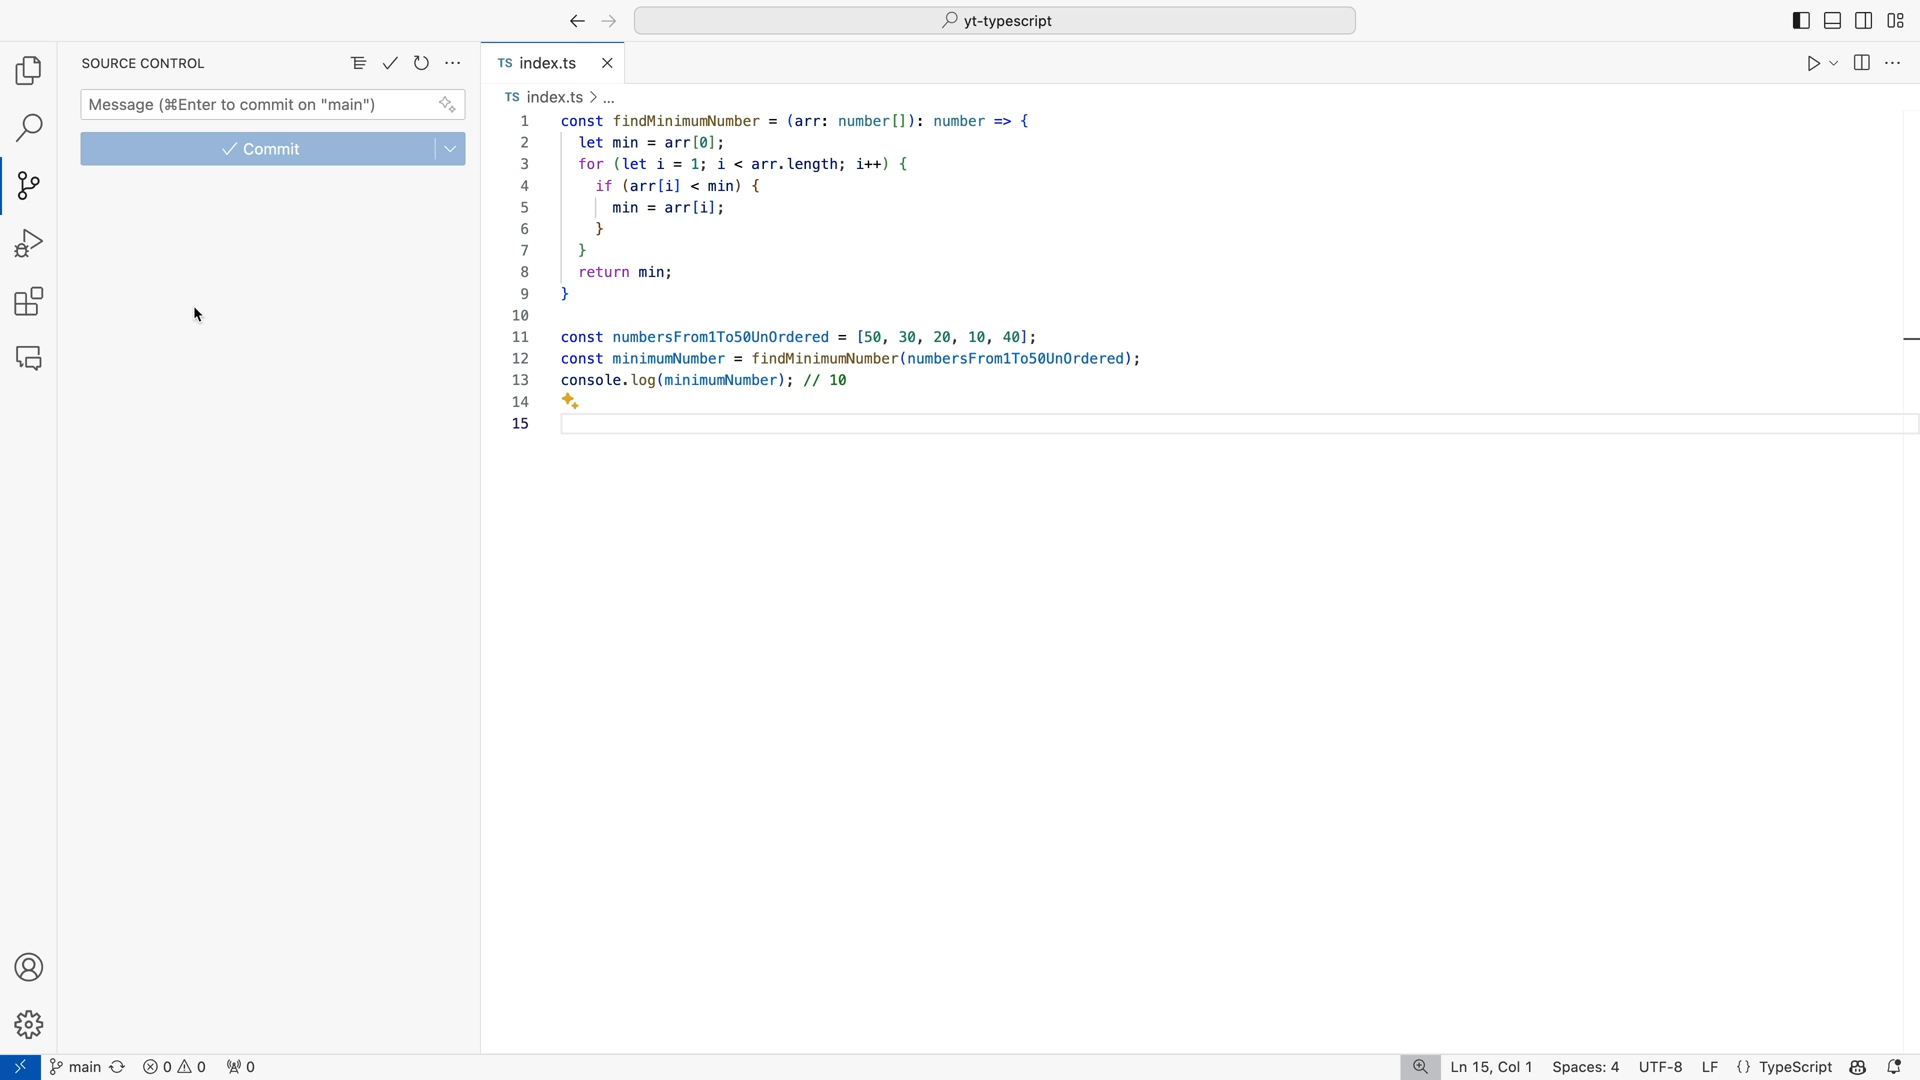 yt-typescript
SOURCE CONTROL
Message (⌘Enter to commit on "main")
Commit
TS index.ts
TS index.ts > ...
1 const findMinimumNumber = (arr: number[]): number => {
2 let min = arr[0];
3 for (let i = 1; i < arr.length; i++) {
4 if (arr[i] < min) {
5 min = arr[i];
6 }
7 }
8 return min;
9 }
10
11 const numbersFrom1To50UnOrdered = [50, 30, 20, 10, 40];
12 const minimumNumber = findMinimumNumber(numbersFrom1To50UnOrdered);
13 console.log(minimumNumber); // 10
14
15
main 0 0 0 Ln 15, Col 1 Spaces: 4 UTF-8 LF {} TypeScript